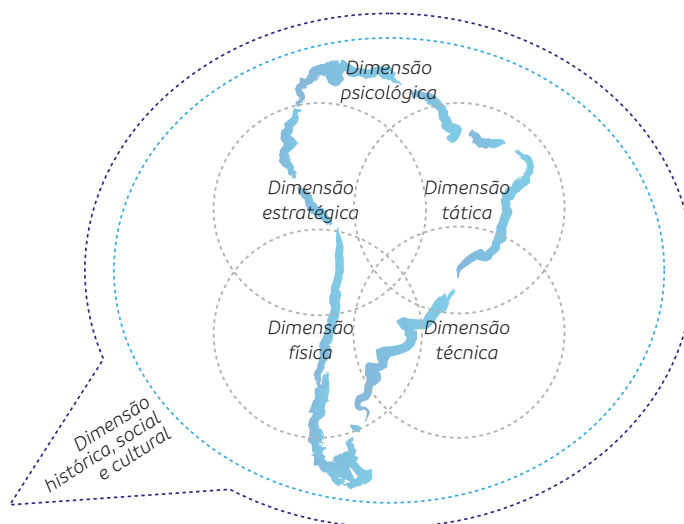 Dimensão
psicológica
Dimensão
estratégica
Dimensão
tática
Dimensão
física
Dimensão
técnica
Dimensão
histórica, social
e cultural